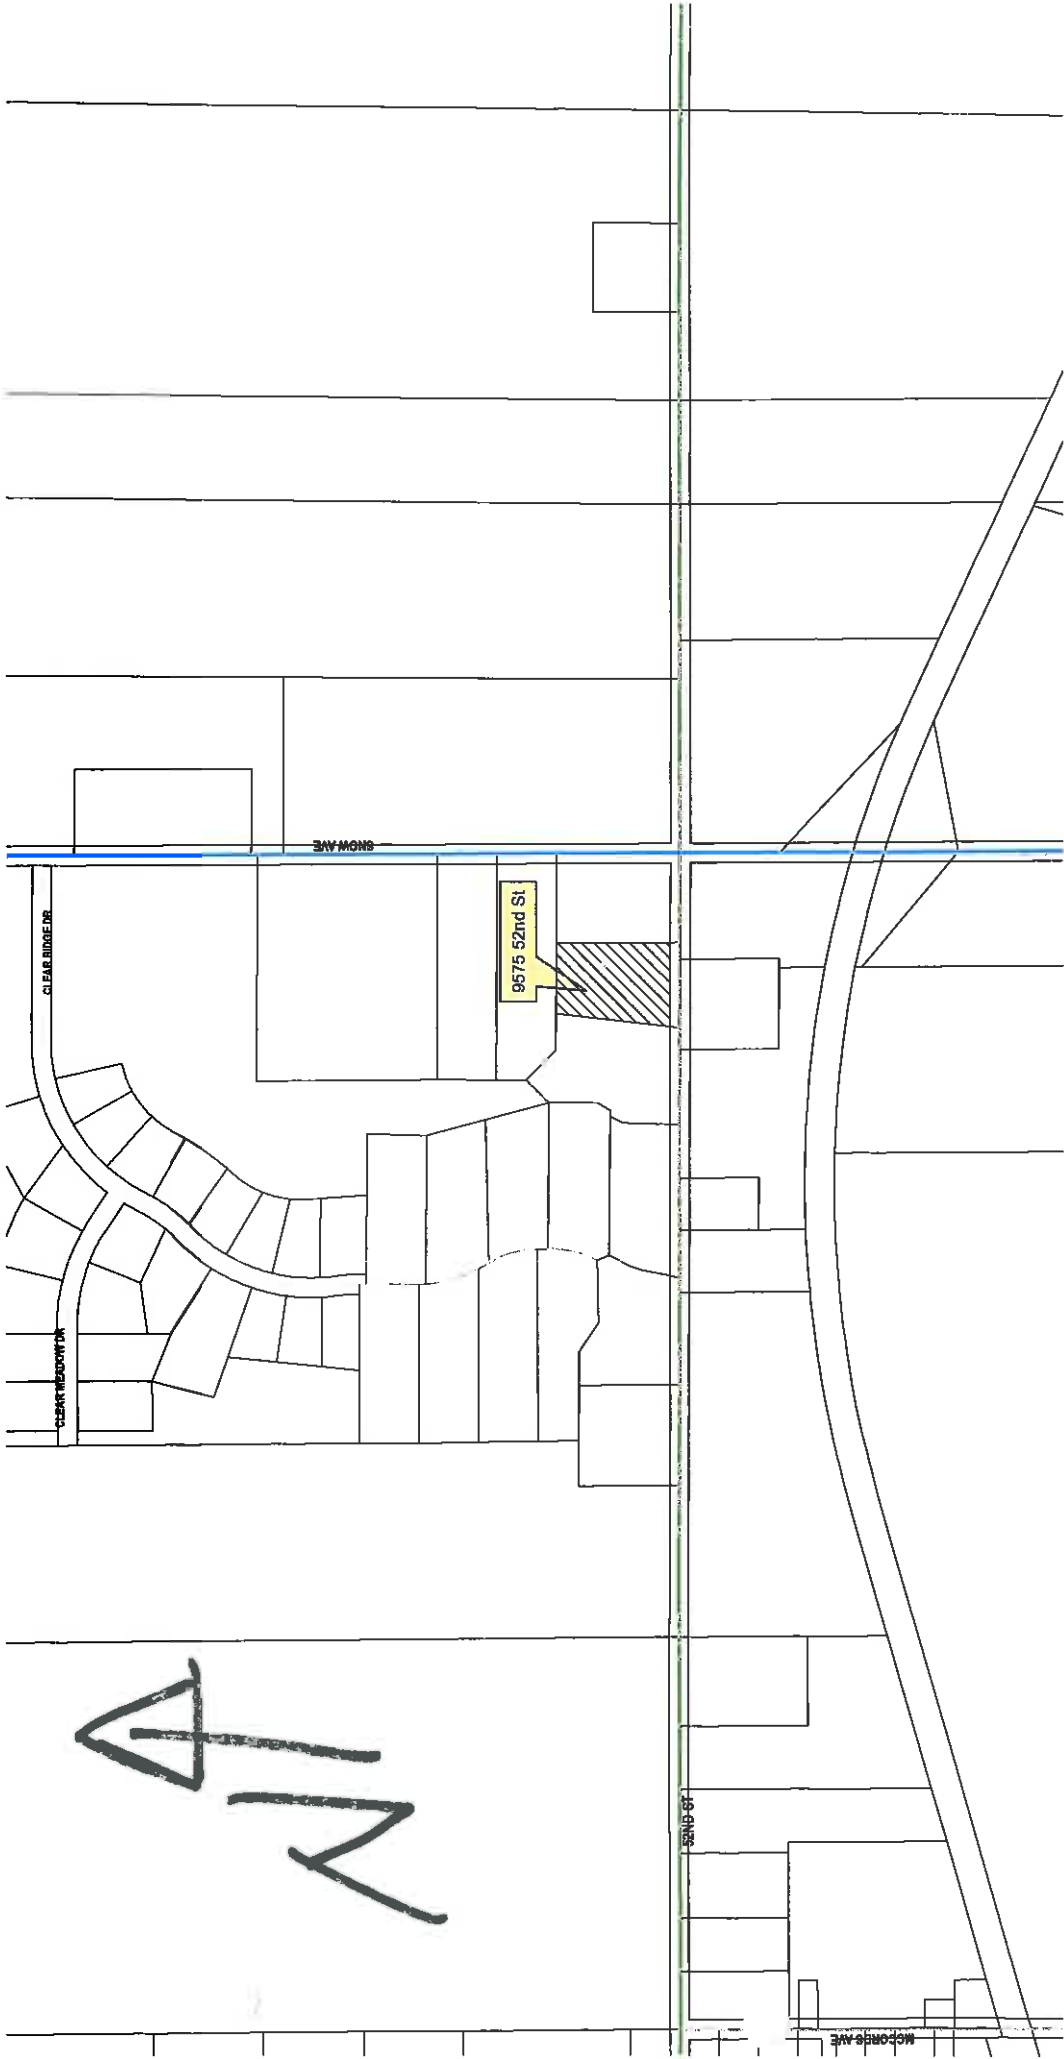 SNOW AVE
CLEAR RIDGE DR
9575 52nd St
CLEAR MEADOW DR
N
52ND ST
MCCORDS AVE